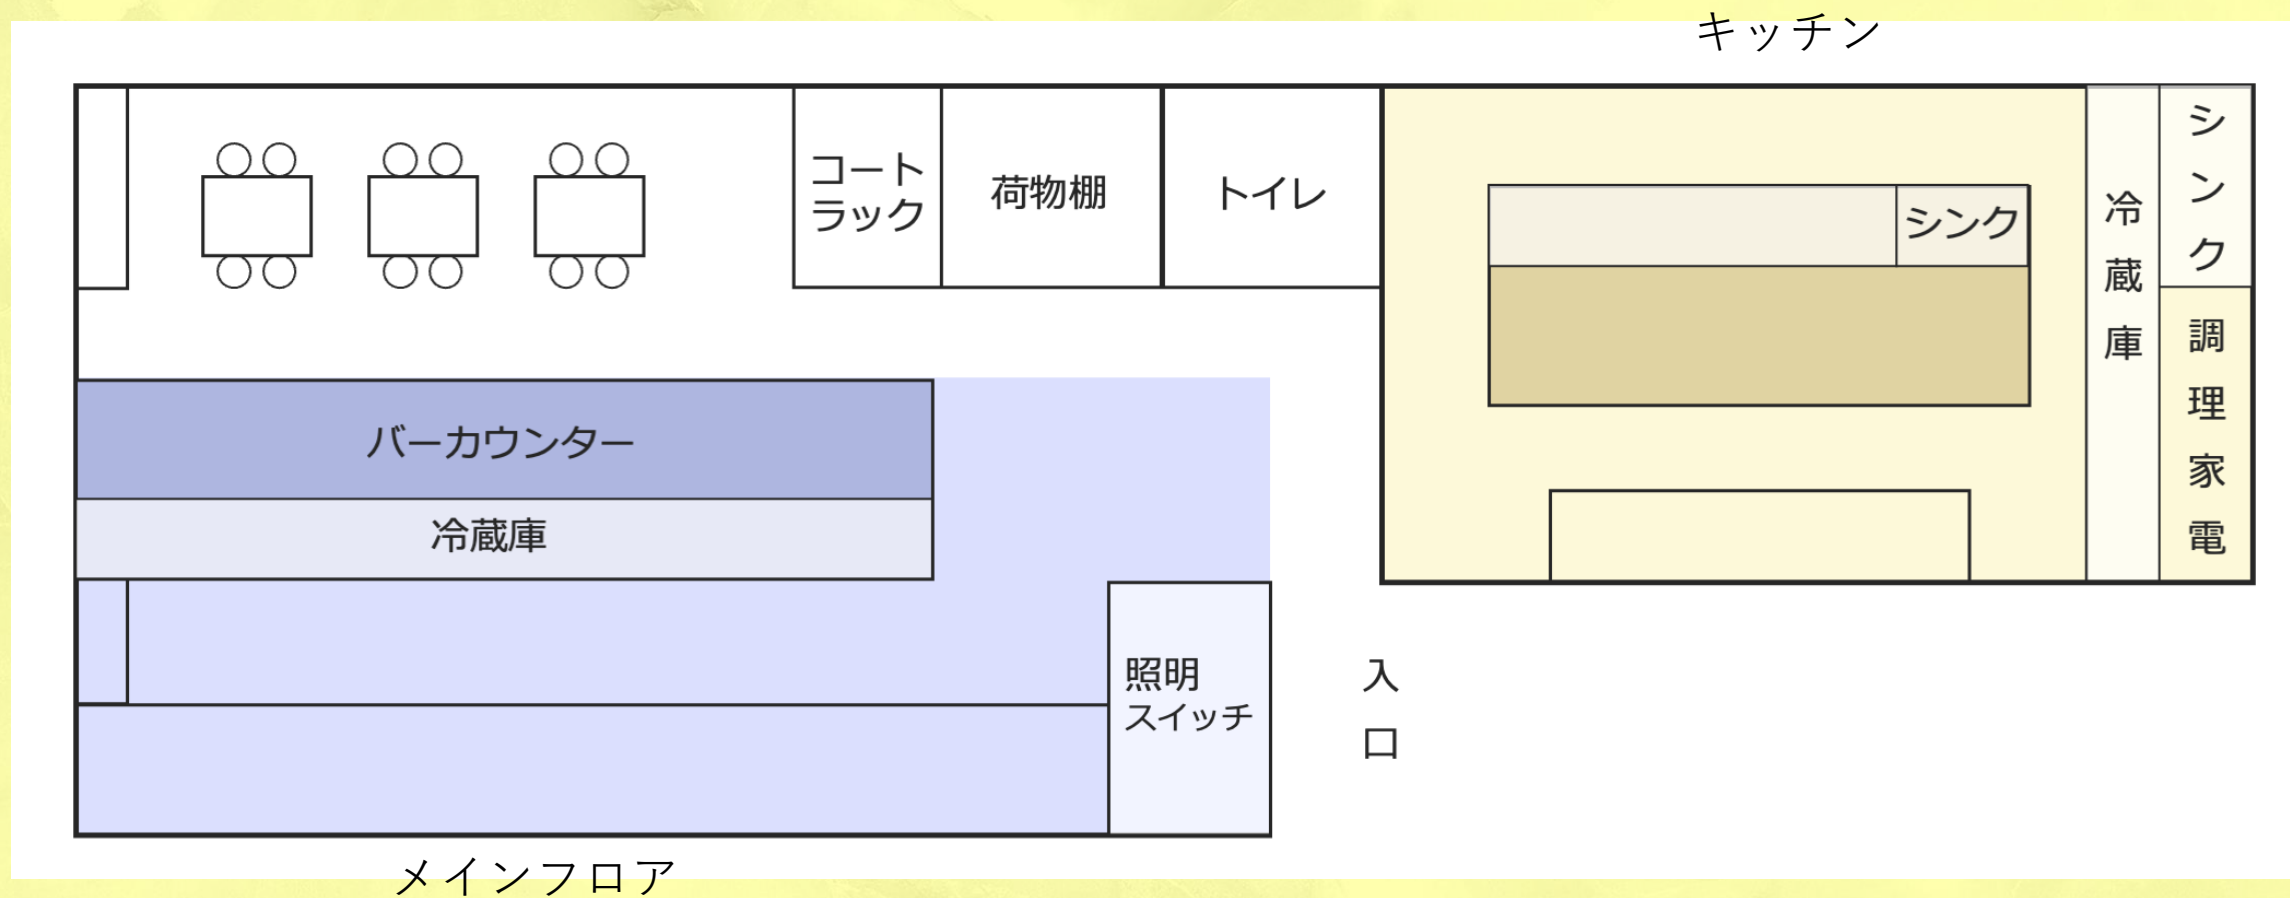 キッチン
コート
ラック
荷物棚
トイレ
シンク
冷蔵庫
シンク
調理家電
バーカウンター
冷蔵庫
照明
スイッチ
入口
メインフロア